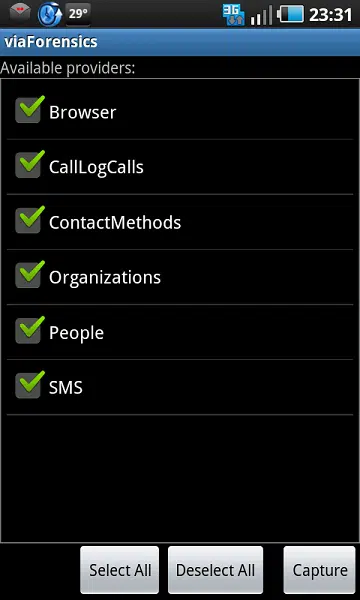 29°
3G
23:31
viaForensics
Available providers:
Browser
CallLogCalls
ContactMethods
Organizations
People
SMS
Select All
Deselect All
Capture